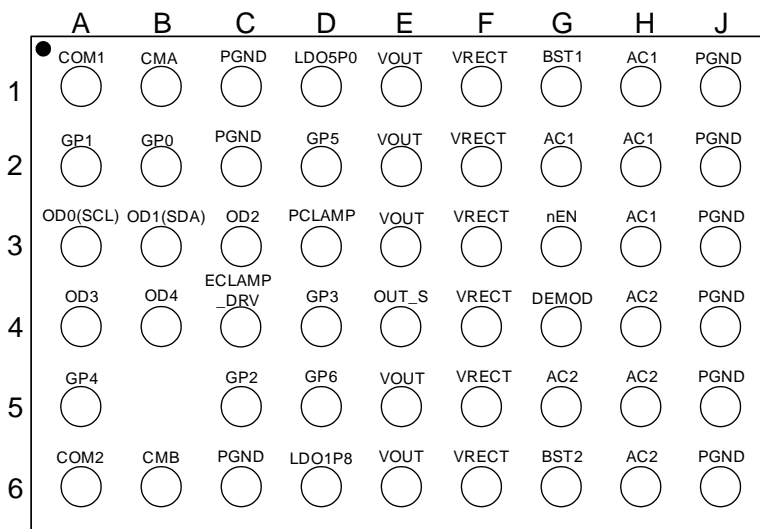 A B C D E F G H J
COM1 CMA PGND LDO5P0 VOUT VRECT BST1 AC1 PGND
1
GP1 GP0 PGND GP5 VOUT VRECT AC1 AC1 PGND
2
OD0(SCL) OD1(SDA) OD2 PCLAMP VOUT VRECT nEN AC1 PGND
3
OD3 OD4 ECLAMP
_DRV GP3 OUT_S VRECT DEMOD AC2 PGND
4
GP4 GP2 GP6 VOUT VRECT AC2 AC2 PGND
5
COM2 CMB PGND LDO1P8 VOUT VRECT BST2 AC2 PGND
6